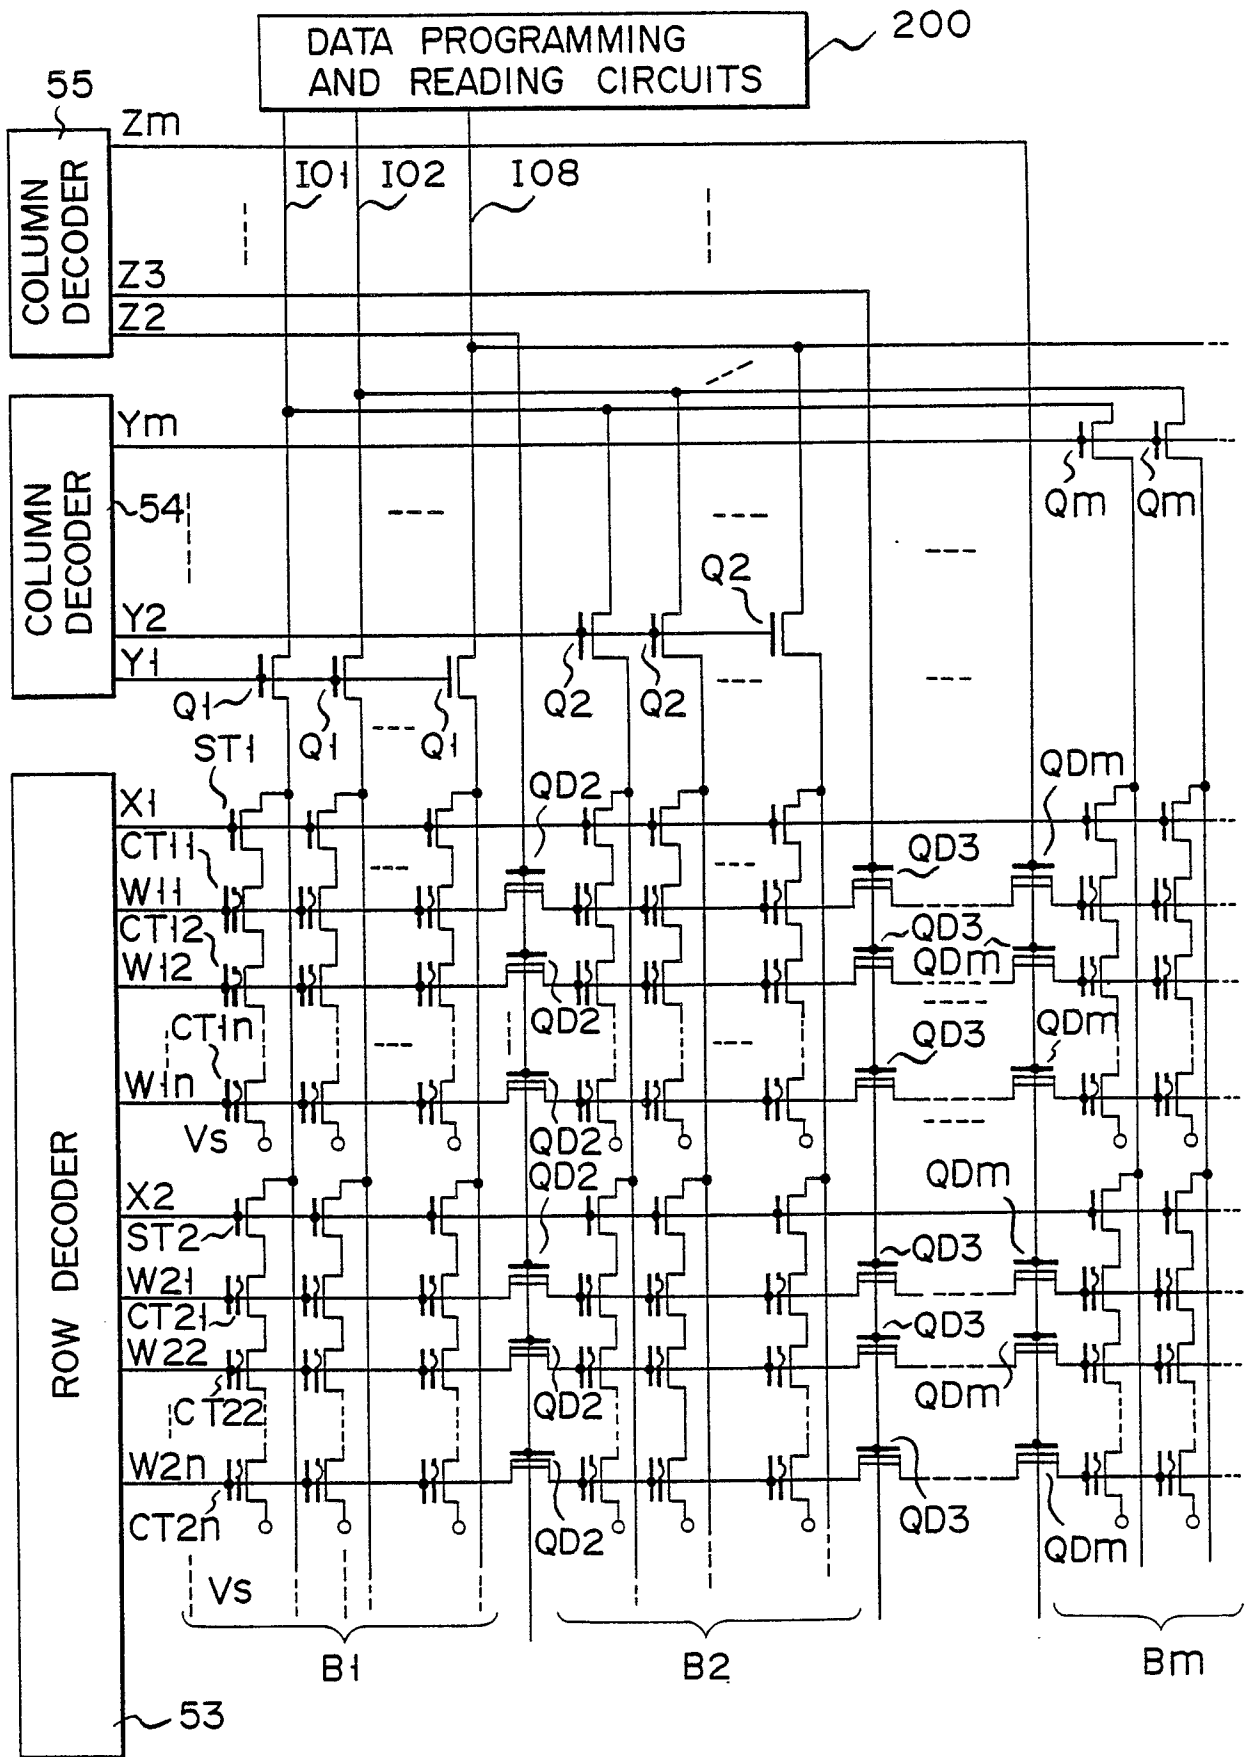 DATA PROGRAMMING
AND READING CIRCUITS
200
55
COLUMN
DECODER
Zm
IO1
IO2
IO8
Z3
Z2
COLUMN
DECODER
54
Ym
Qm
Qm
Y2
Q2
Q2
Q2
Y1
Q1
Q1
Q1
ST1
ROW DECODER
53
X1
QD2
QDm
CT11
QD3
W11
CT12
QD3
W12
QDm
QD2
CT1n
QD3
QDm
W1n
QD2
Vs
QD2
QDm
X2
ST2
QD3
W21
CT21
QD3
W22
QD2
QDm
CT22
W2n
QD3
CT2n
QD2
QDm
Vs
B1
B2
Bm